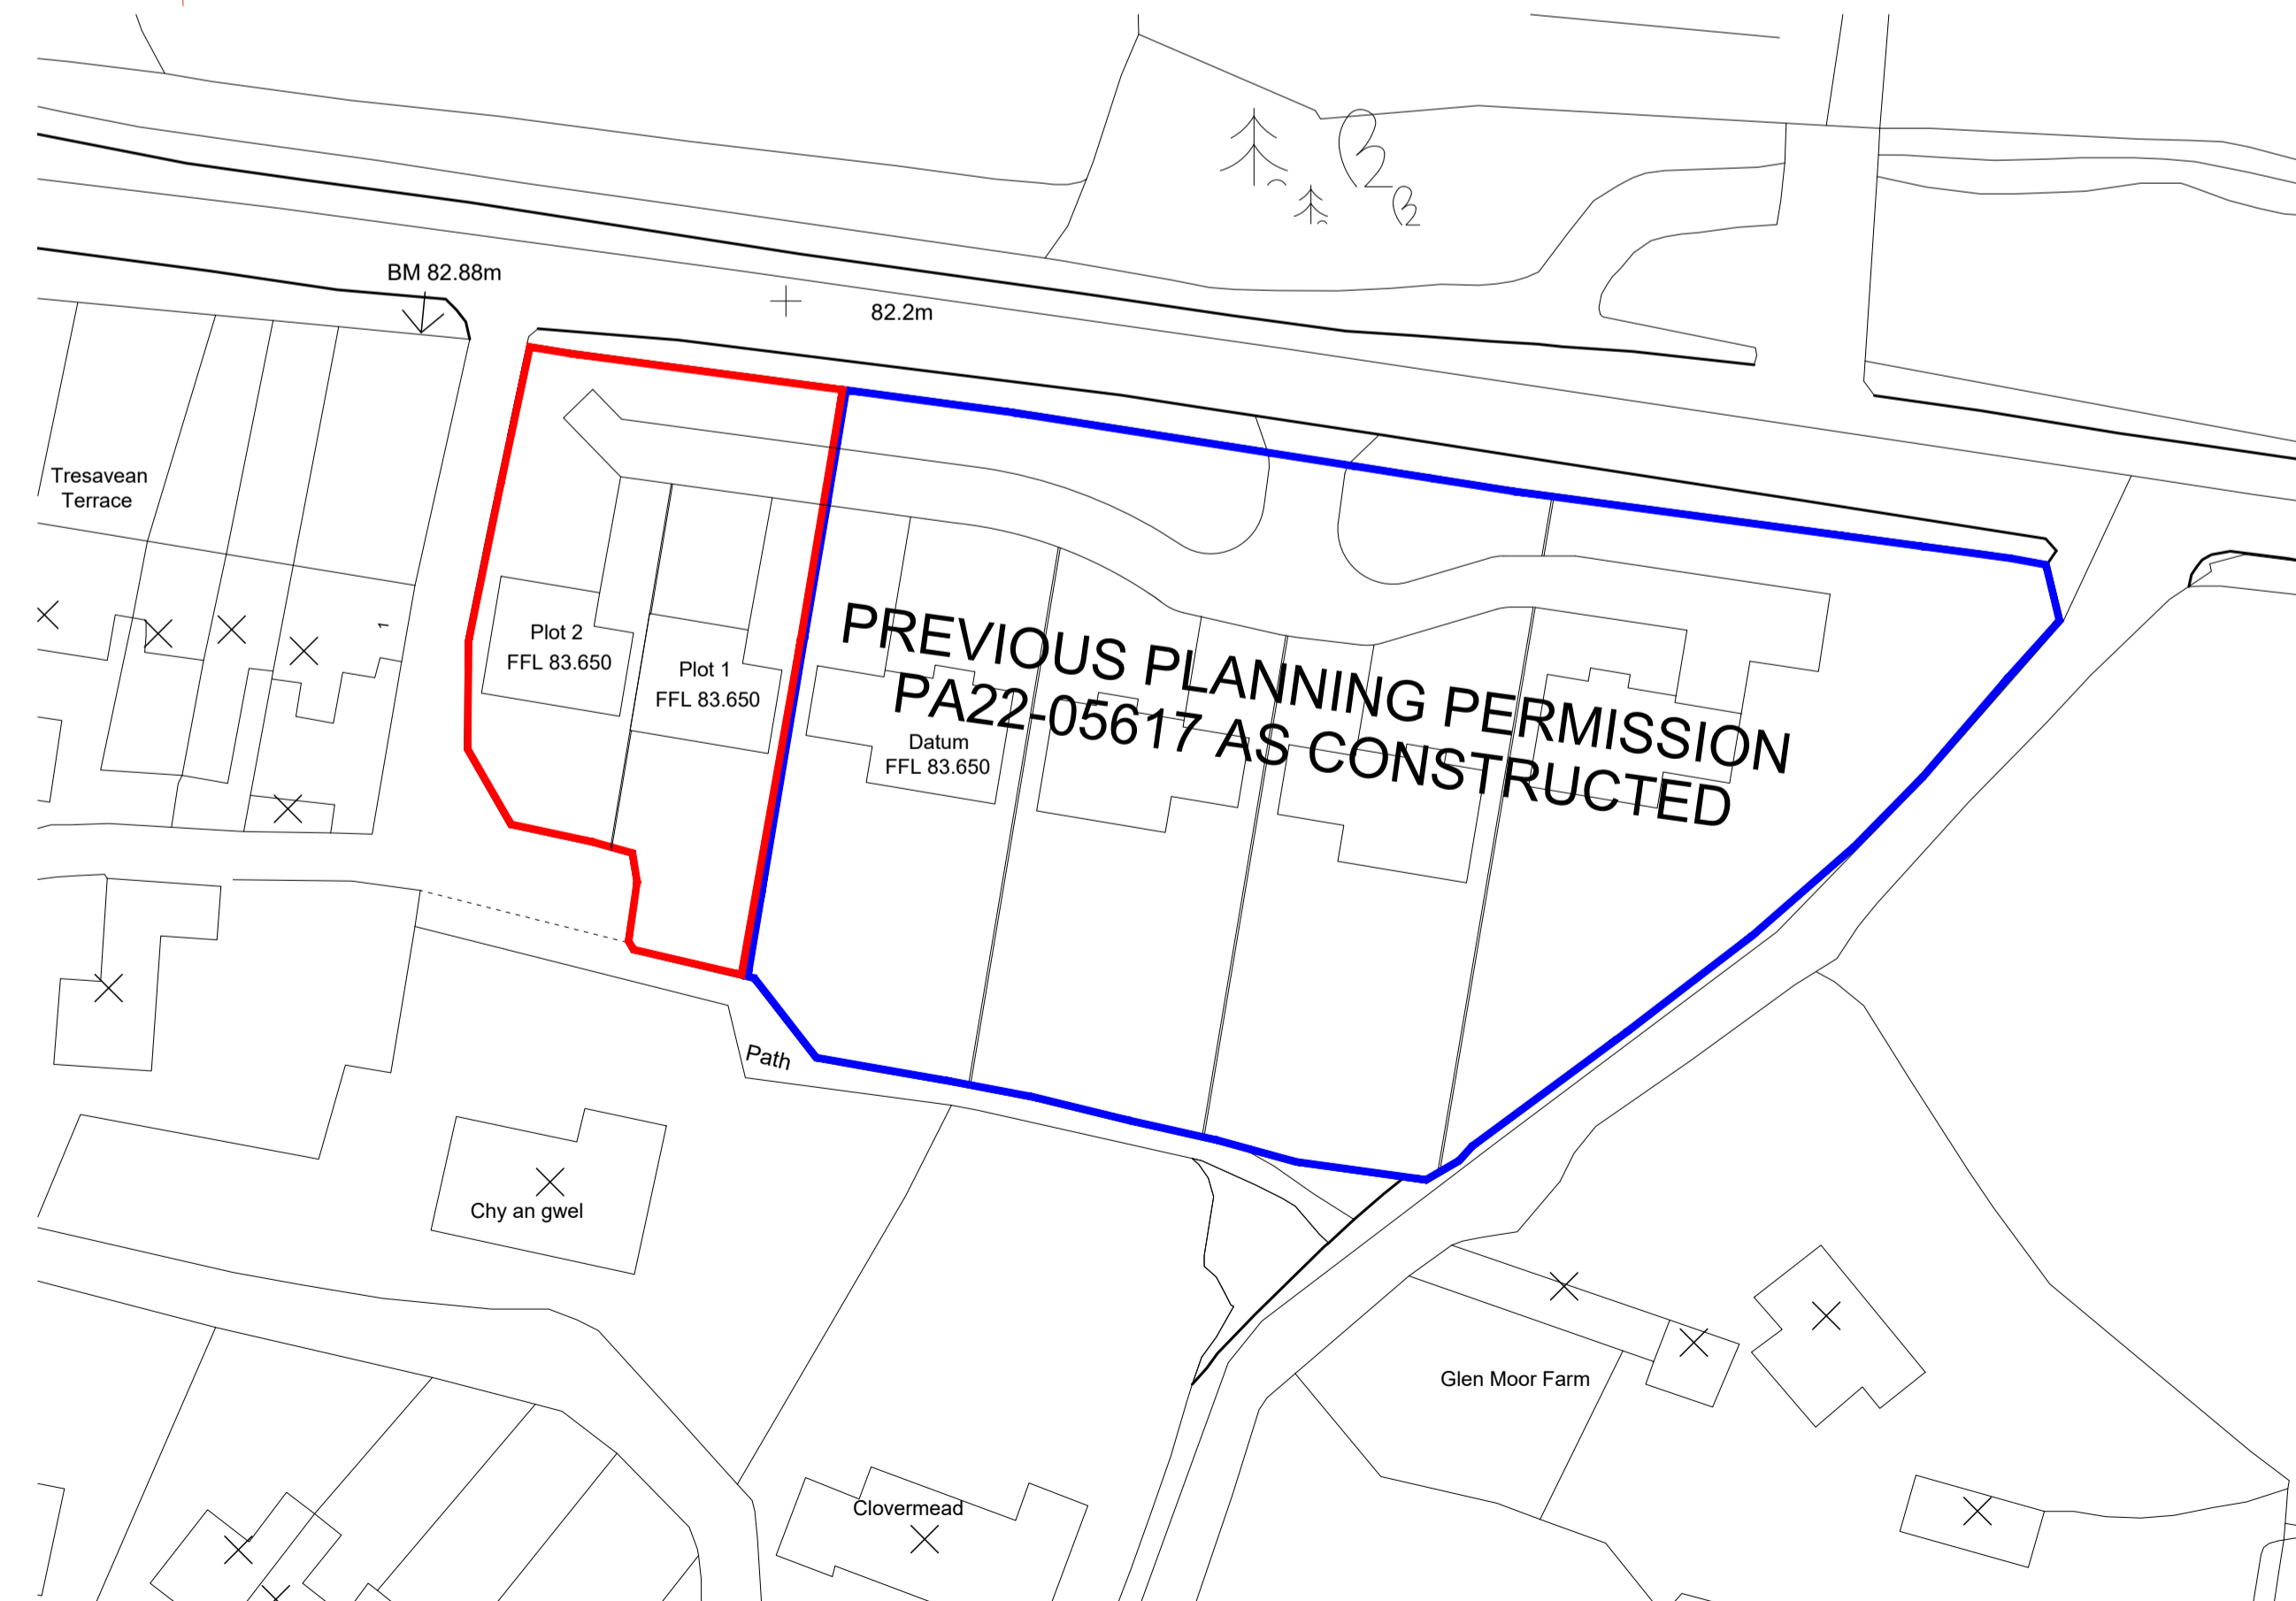 BM 82.88m
82.2m
Tresavean
Terrace
1
Plot 2
FFL 83.650
Plot 1
FFL 83.650
PREVIOUS PLANNING PERMISSION
PA22-05617 AS CONSTRUCTED
Datum
FFL 83.650
Path
Chy an gwel
Glen Moor Farm
Clovermead